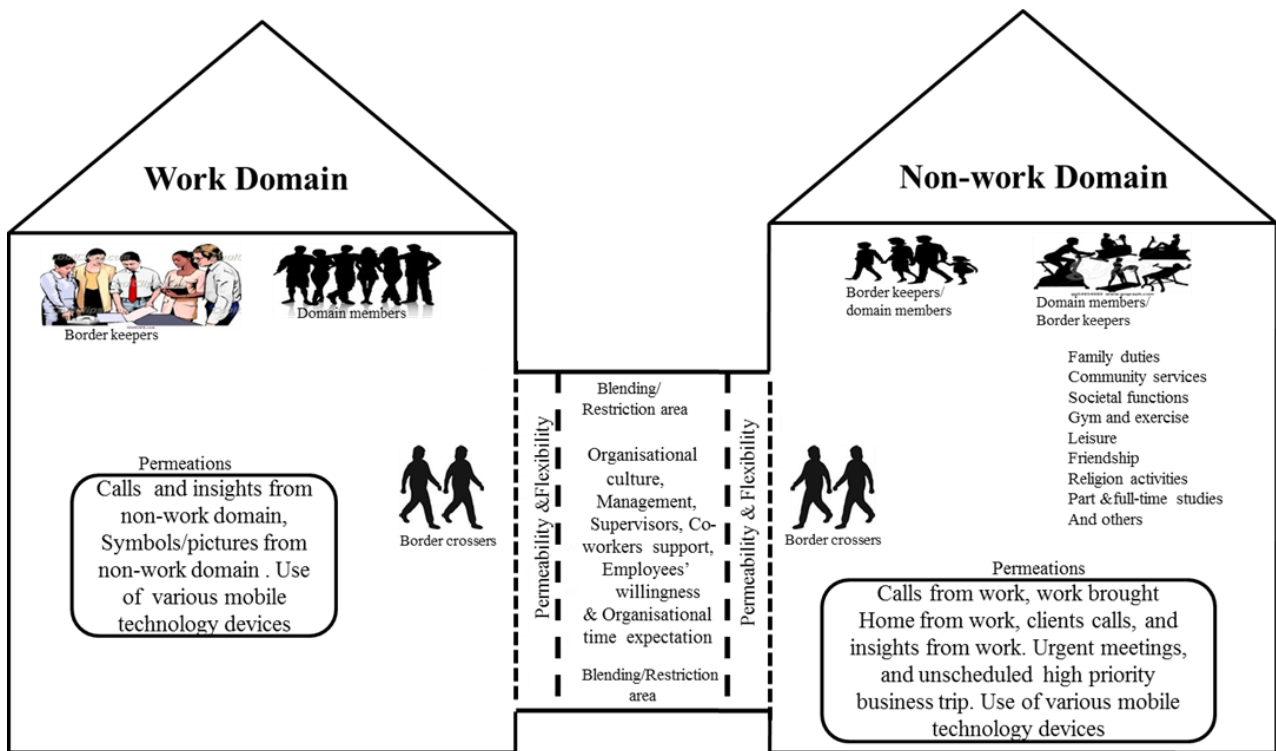 Work Domain
Non-work Domain
Border keepers
Domain members
Border keepers/
domain members
Domain members/
Border keepers
Family duties
Community services
Societal functions
Gym and exercise
Leisure
Friendship
Religion activities
Part &full-time studies
And others
Permeations
Calls and insights from
non-work domain,
Symbols/pictures from
non-work domain . Use
of various mobile
technology devices
Border crossers
Permeability &Flexibility
Blending/
Restriction area
Organisational
culture,
Management,
Supervisors, Co-
workers support,
Employees’
willingness
& Organisational
time expectation
Blending/Restriction
area
Permeability & Flexibility
Border crossers
Permeations
Calls from work, work brought
Home from work, clients calls, and
insights from work. Urgent meetings,
and unscheduled high priority
business trip. Use of various mobile
technology devices